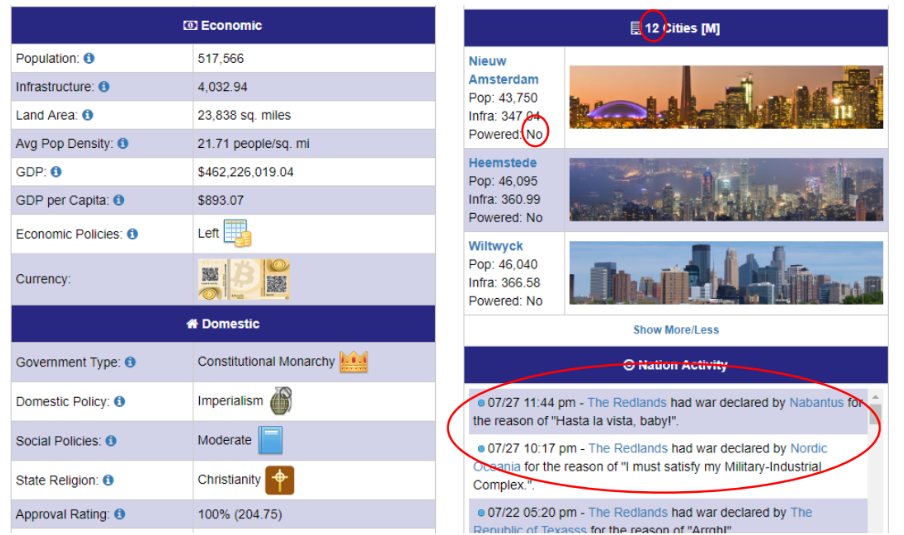 Economic
Population:
517,566
Infrastructure:
4,032.94
Land Area:
23,838 sq. miles
Avg Pop Density:
21.71 people/sq. mi
GDP:
$462,226,019.04
GDP per Capita:
$893.07
Economic Policies:
Left
Currency:
Domestic
Government Type:
Constitutional Monarchy
Domestic Policy:
Imperialism
Social Policies:
Moderate
State Religion:
Christianity
Approval Rating:
100% (204.75)
12 Cities [M]
Nieuw
Amsterdam
Pop: 43,750
Infra: 347.04
Powered: No
Heemstede
Pop: 46,095
Infra: 360.99
Powered: No
Wiltwyck
Pop: 46,040
Infra: 366.58
Powered: No
Show More/Less
Nation Activity
07/27 11:44 pm - The Redlands had war declared by Nabantus for
the reason of "Hasta la vista, baby!".
07/27 10:17 pm - The Redlands had war declared by Nordic
Oceania for the reason of "I must satisfy my Military-Industrial
Complex.".
07/22 05:20 pm - The Redlands had war declared by The
Republic of Texasss for the reason of "Arrgh!"